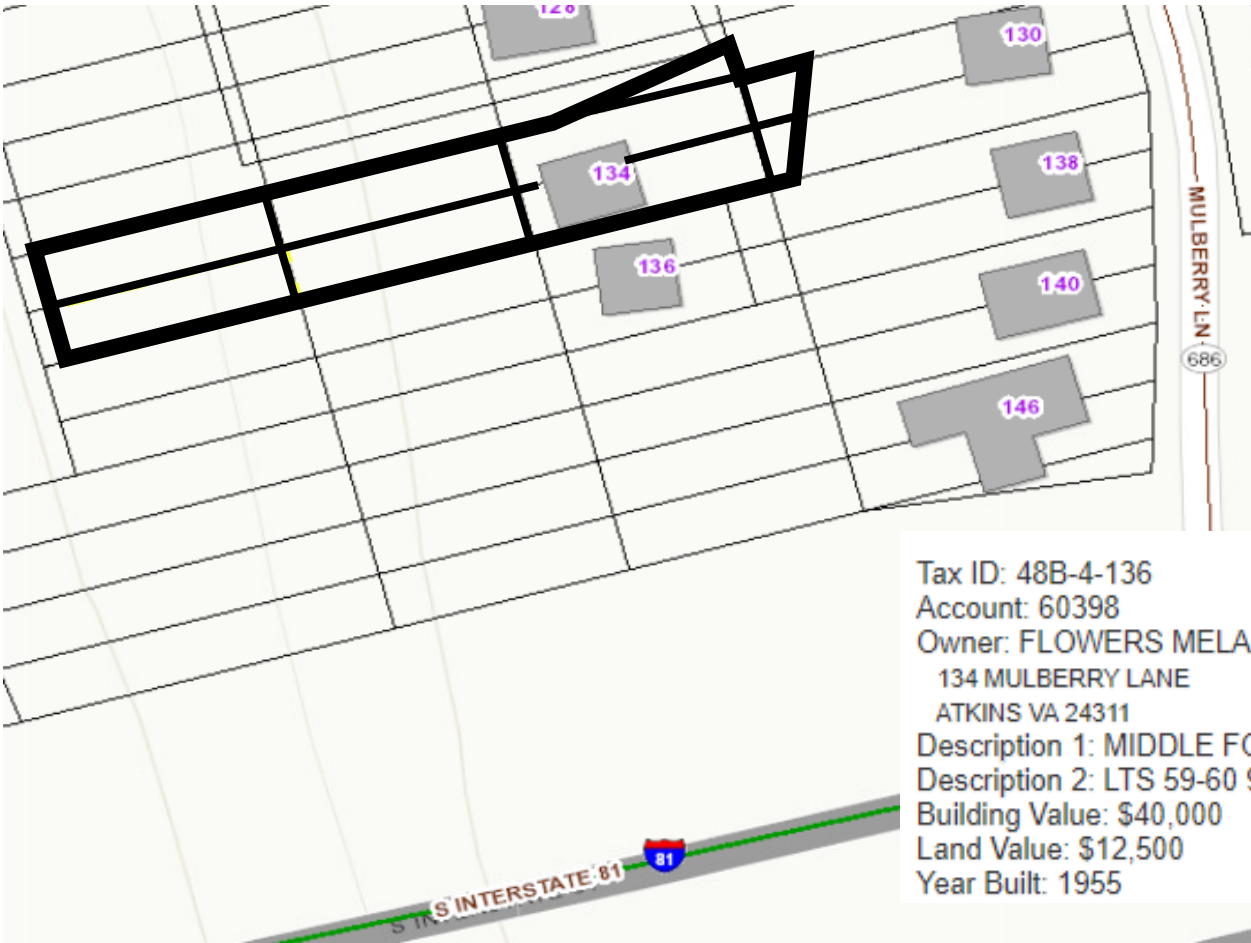 128
130
134
138
136
140
MULBERRY LN
686
146
Tax ID: 48B-4-136
Account: 60398
Owner: FLOWERS MELA
134 MULBERRY LANE
ATKINS VA 24311
Description 1: MIDDLE FO
Description 2: LTS 59-60 9
Building Value: $40,000
Land Value: $12,500
Year Built: 1955
81
S INTERSTATE 81
S IN